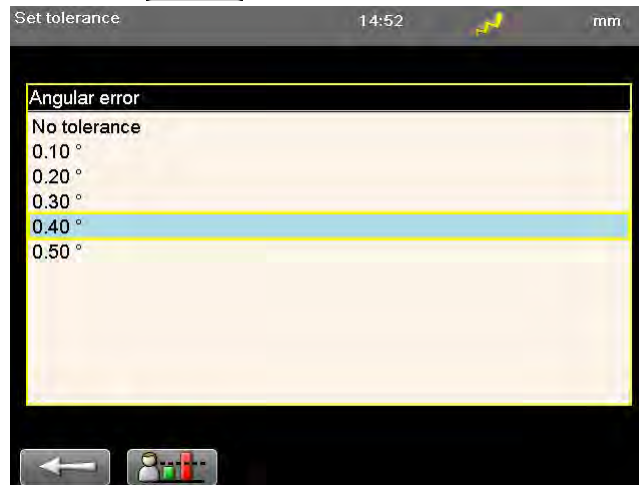 Set tolerance 14:52 mm
Angular error
No tolerance
0.10 °
0.20 °
0.30 °
0.40 °
0.50 °